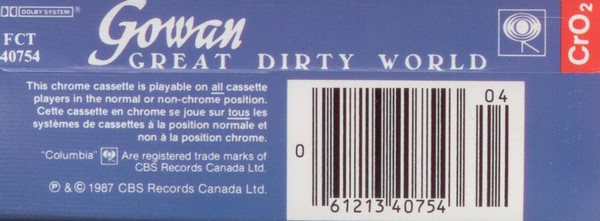 DOLBY SYSTEM
FCT
40754
Gowan
GREAT DIRTY WORLD
CrO2
This chrome cassette is playable on all cassette
players in the normal or non-chrome position.
Cette cassette en chrome se joue sur tous les
systèmes de cassettes à la position normale et
non à la position chrome.
"Columbia" Are registered trade marks of
CBS Records Canada Ltd.
℗ & © 1987 CBS Records Canada Ltd.
04
0
61213 40754